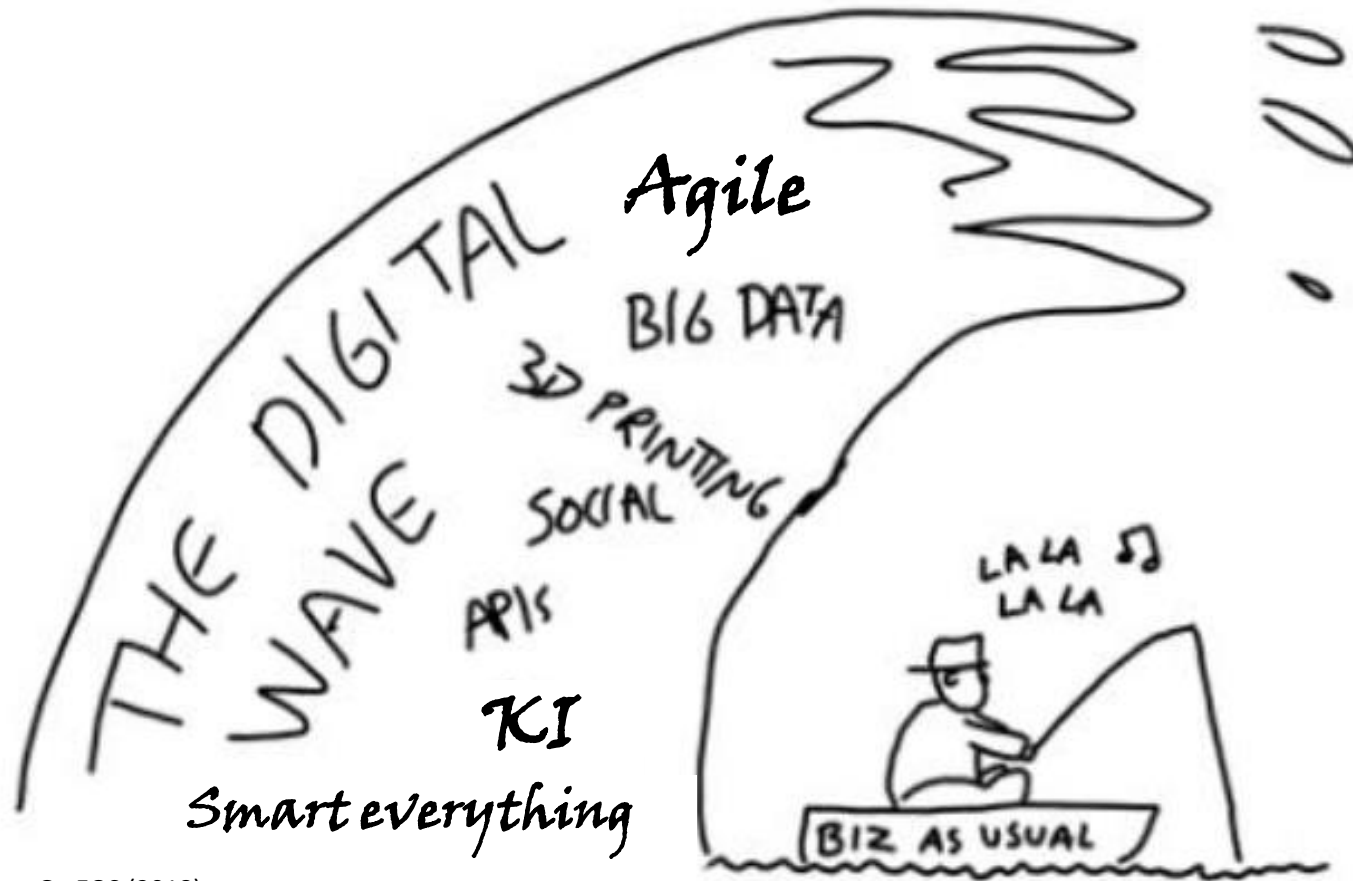 THE DIGITAL
WAVE
Agile
BIG DATA
3D PRINTING
SOCIAL
APIs
KI
Smart everything
LA LA
LA LA
BIZ AS USUAL